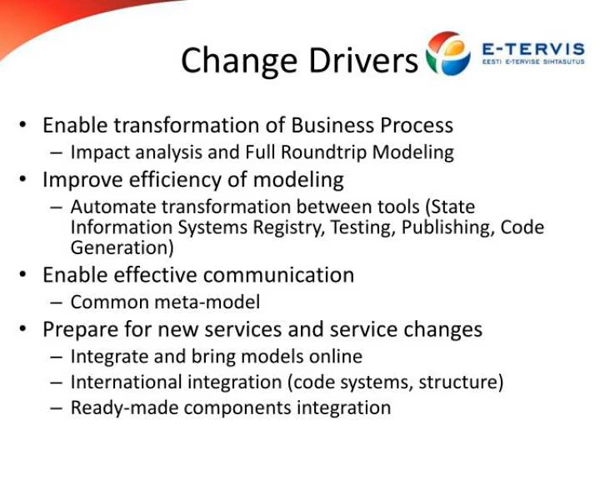 Change Drivers
E-TERVIS
EESTI E-TERVISE SIHTASUTUS
• Enable transformation of Business Process
– Impact analysis and Full Roundtrip Modeling
• Improve efficiency of modeling
– Automate transformation between tools (State
Information Systems Registry, Testing, Publishing, Code
Generation)
• Enable effective communication
– Common meta-model
• Prepare for new services and service changes
– Integrate and bring models online
– International integration (code systems, structure)
– Ready-made components integration